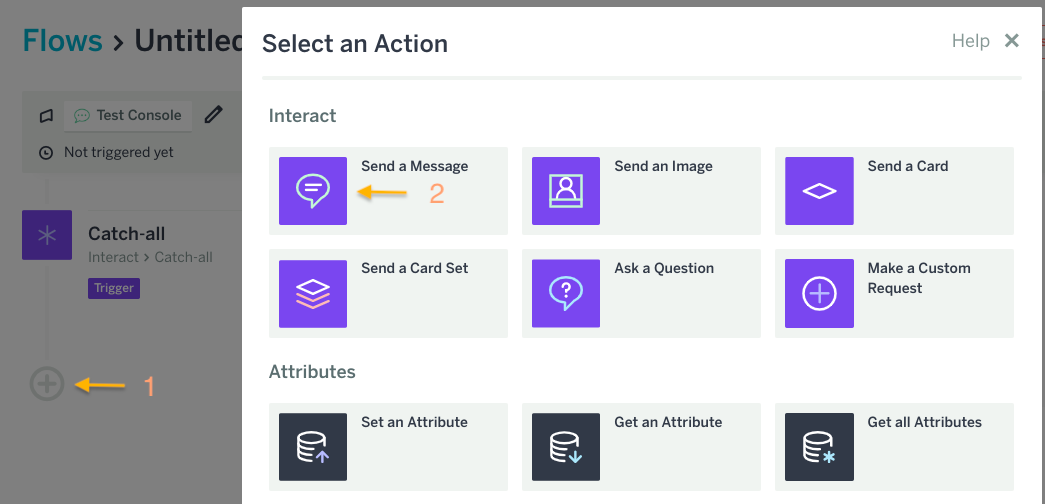 Flows > Untitled
Test Console
Not triggered yet
Catch-all
Interact > Catch-all
Trigger
1
Select an Action
Help
Interact
Send a Message
2
Send an Image
Send a Card
Send a Card Set
Ask a Question
Make a Custom
Request
Attributes
Set an Attribute
Get an Attribute
Get all Attributes